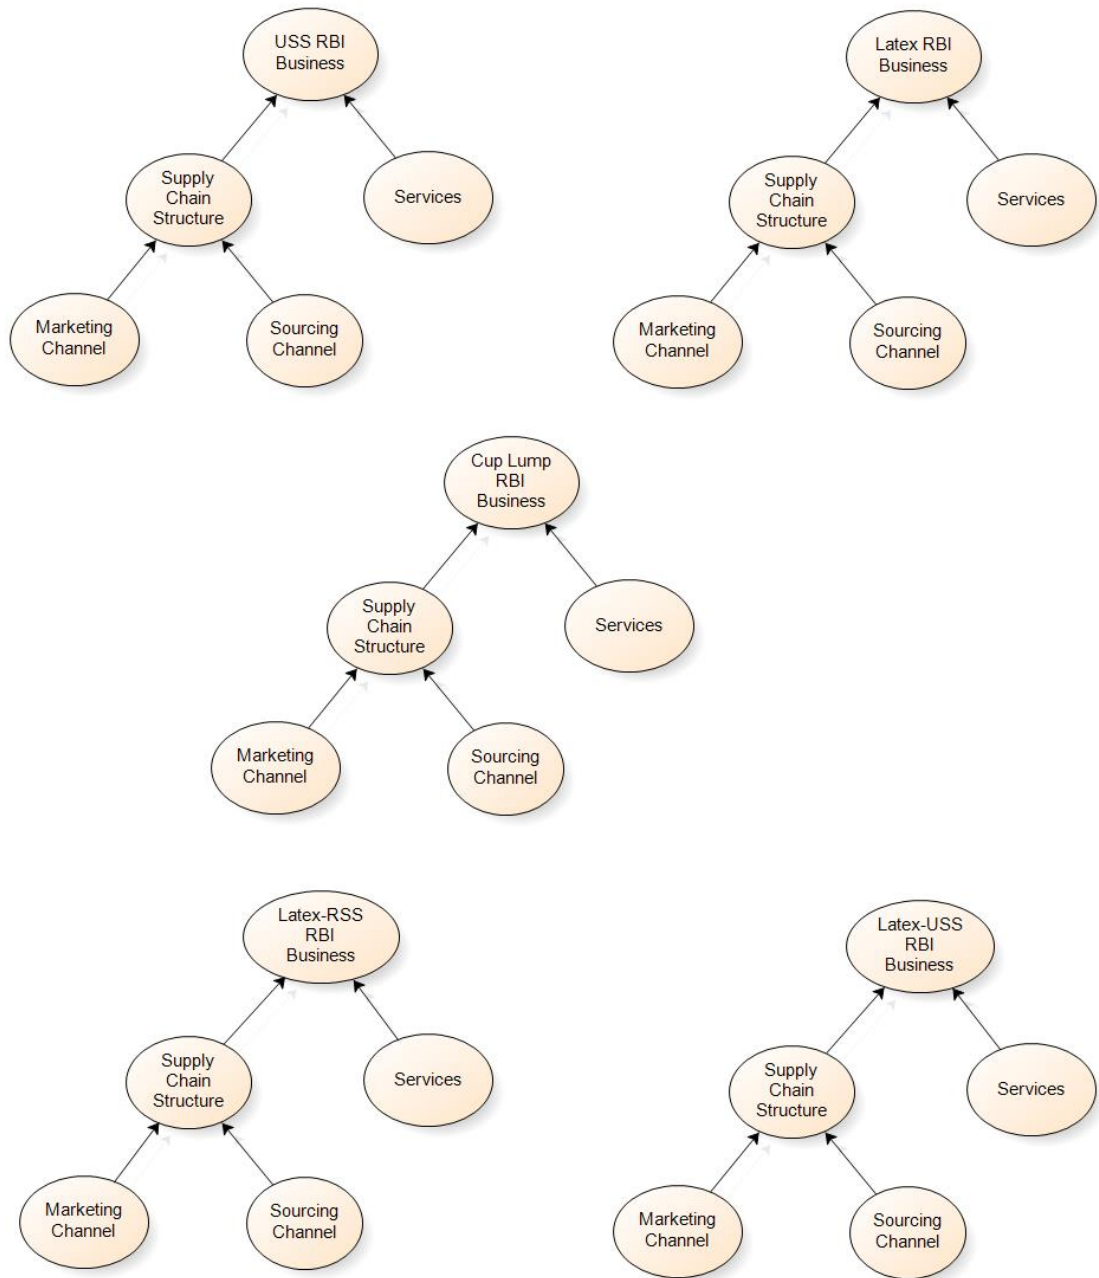 USS RBI
Business
Supply
Chain
Structure
Services
Marketing
Channel
Sourcing
Channel
Latex RBI
Business
Supply
Chain
Structure
Services
Marketing
Channel
Sourcing
Channel
Cup Lump
RBI
Business
Supply
Chain
Structure
Services
Marketing
Channel
Sourcing
Channel
Latex-RSS
RBI
Business
Supply
Chain
Structure
Services
Marketing
Channel
Sourcing
Channel
Latex-USS
RBI
Business
Supply
Chain
Structure
Services
Marketing
Channel
Sourcing
Channel